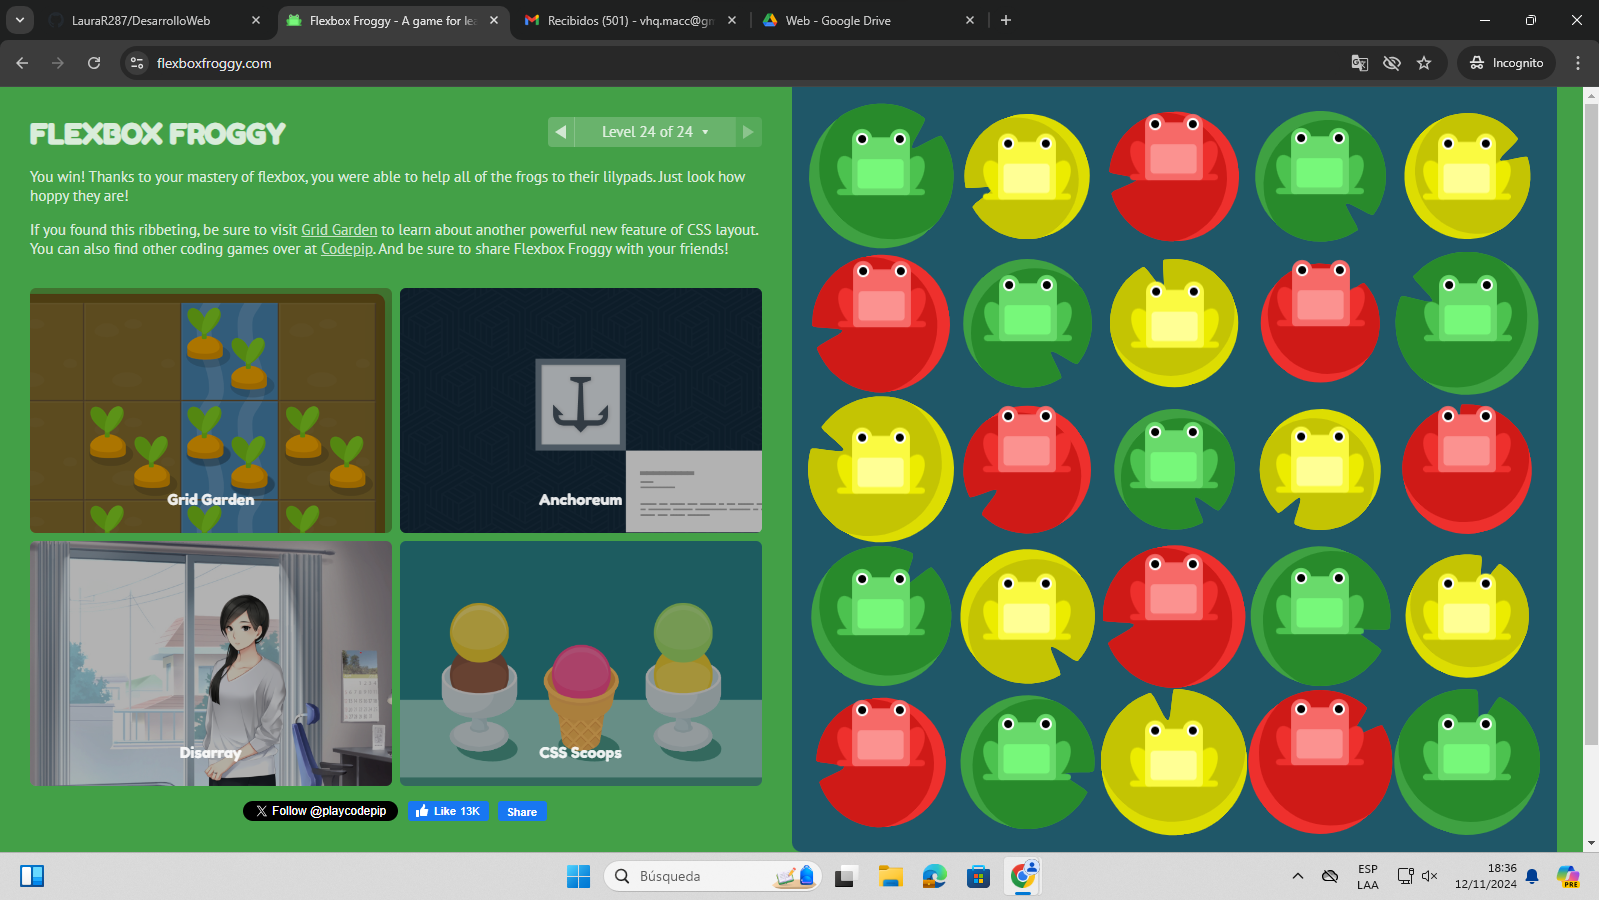 LauraR287/DesarrolloWeb
Flexbox Froggy - A game for lea
Recibidos (501) - vhq.macc@gm
Web - Google Drive
flexboxfroggy.com
Incognito
FLEXBOX FROGGY
Level 24 of 24
You win! Thanks to your mastery of flexbox, you were able to help all of the frogs to their lilypads. Just look how
hoppy they are!
If you found this ribbeting, be sure to visit Grid Garden to learn about another powerful new feature of CSS layout.
You can also find other coding games over at Codepip. And be sure to share Flexbox Froggy with your friends!
Grid Garden
Anchoreum
Disarray
CSS Scoops
X Follow @playcodepip
Like 13K
Share
Búsqueda
ESP
LAA
18:36
12/11/2024
PRE